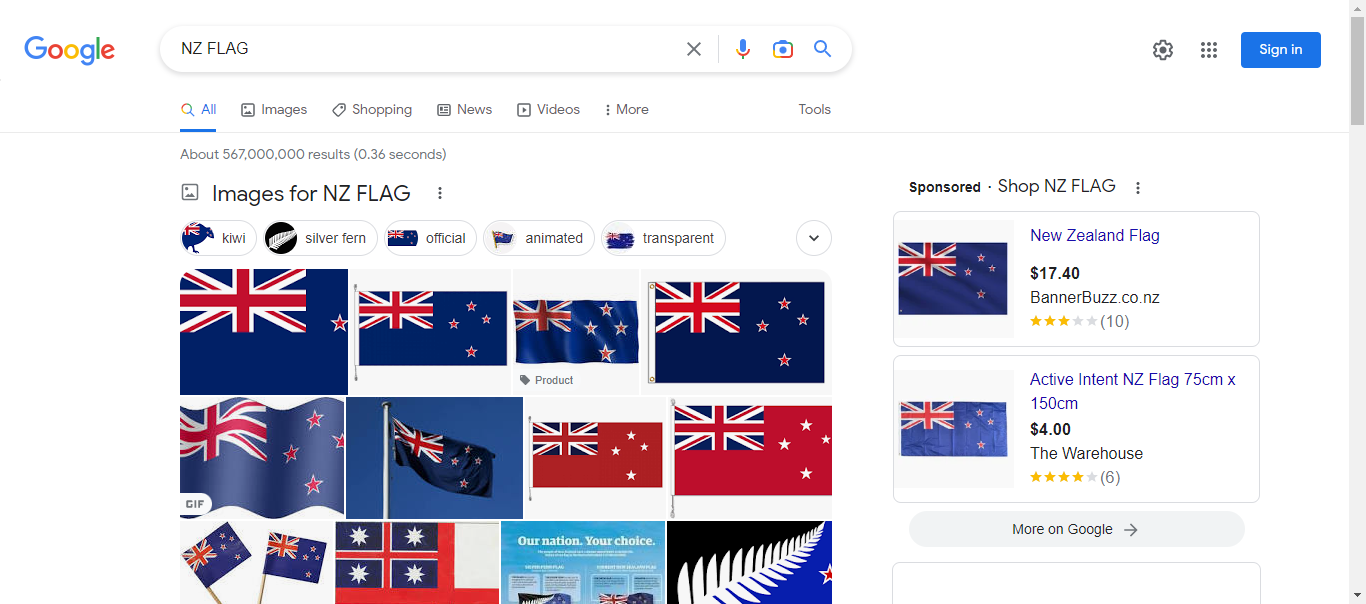 Google
NZ FLAG
Sign in
All
Images
Shopping
News
Videos
More
Tools
About 567,000,000 results (0.36 seconds)
Images for NZ FLAG
kiwi
silver fern
official
animated
transparent
Product
GIF
Our nation. Your choice.
Sponsored · Shop NZ FLAG
New Zealand Flag
$17.40
BannerBuzz.co.nz
(10)
Active Intent NZ Flag 75cm x
150cm
$4.00
The Warehouse
(6)
More on Google